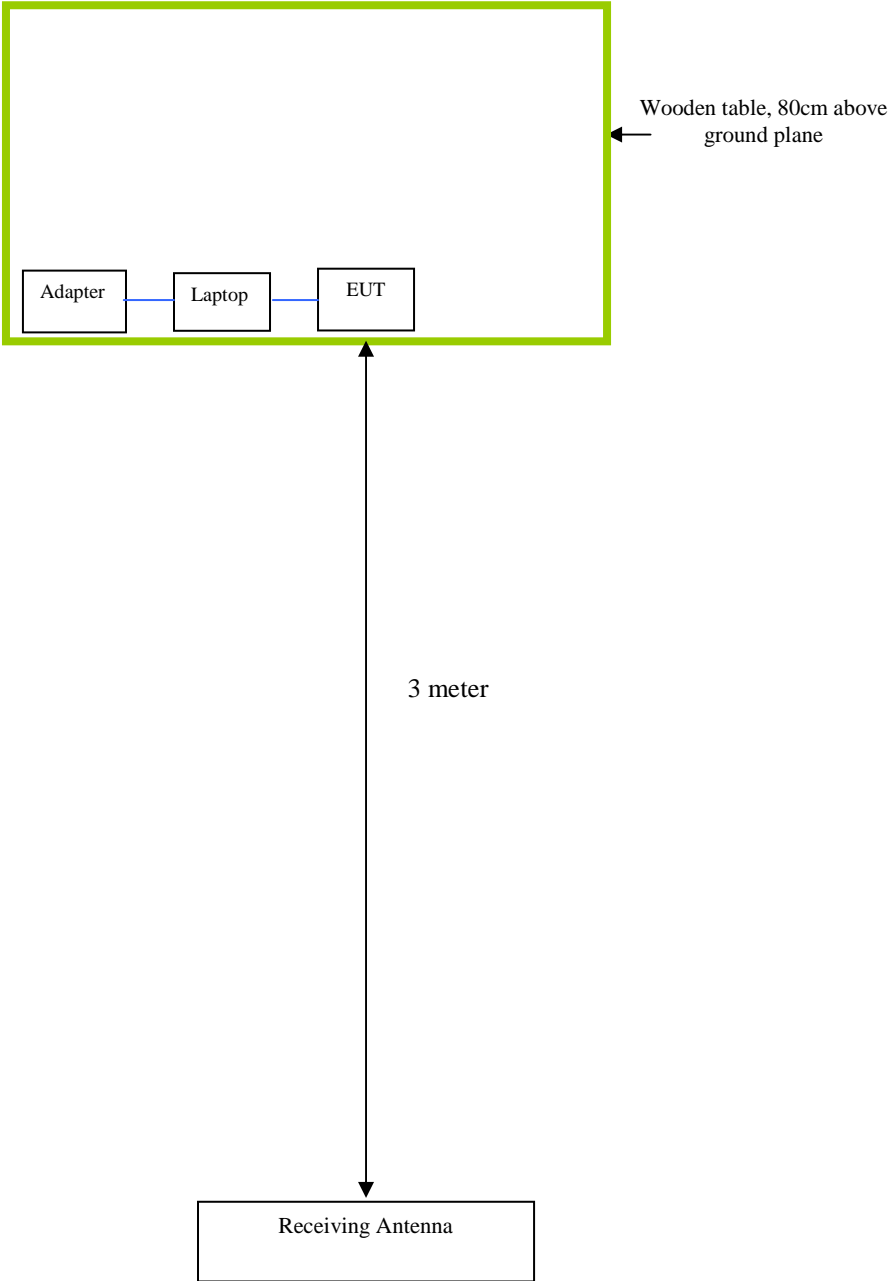 Wooden table, 80cm above
ground plane
Adapter
Laptop
EUT
3 meter
Receiving Antenna